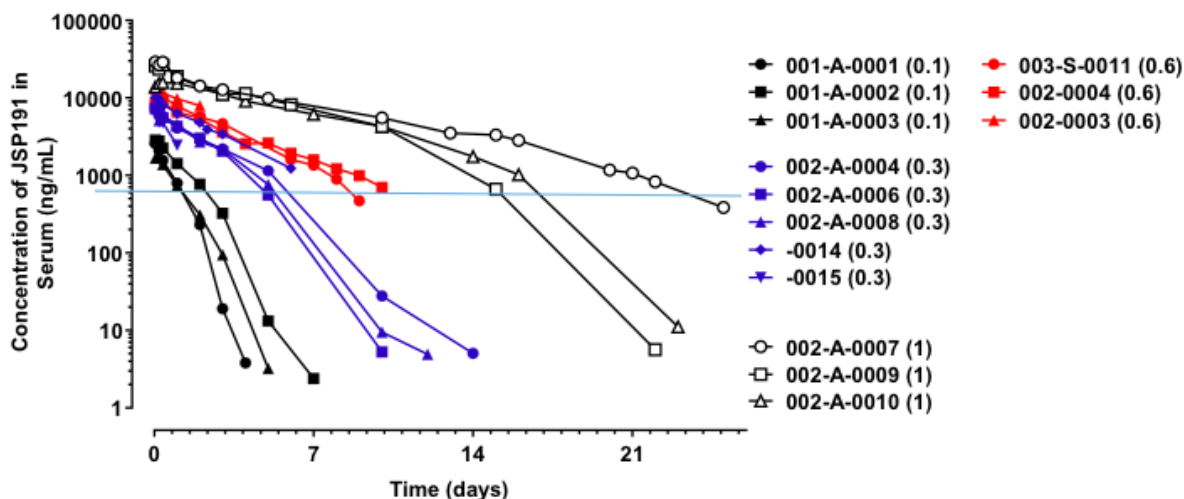 Concentration of JSP191 in
Serum (ng/mL)
100000
10000
1000
100
10
1
0
7
14
21
Time (days)
001-A-0001 (0.1)
001-A-0002 (0.1)
001-A-0003 (0.1)
002-A-0004 (0.3)
002-A-0006 (0.3)
002-A-0008 (0.3)
-0014 (0.3)
-0015 (0.3)
002-A-0007 (1)
002-A-0009 (1)
002-A-0010 (1)
003-S-0011 (0.6)
002-0004 (0.6)
002-0003 (0.6)